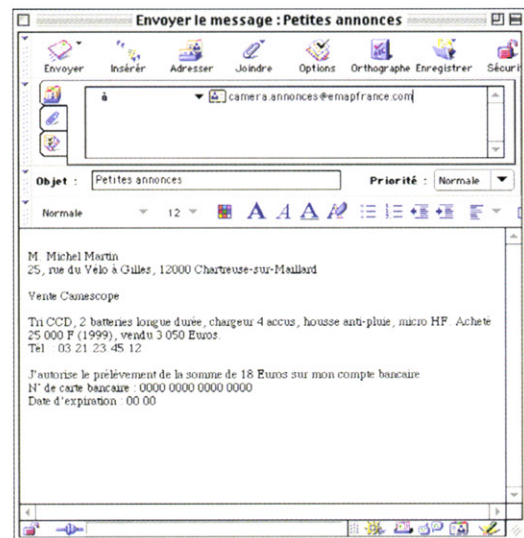 Envoyer le message : Petites annonces
Envoyer Insérer Adresser Joindre Options Orthographe Enregistrer Sécuri
à camera.annonces@emapfrance.com
Objet : Petites annonces Priorité : Normale
Normale 12 A A A
M. Michel Martin
25, rue du Vélo à Gilles, 12000 Chartreuse-sur-Maillard
Vente Camescope
Tri CCD, 2 batteries longue durée, chargeur 4 accus, housse anti-pluie, micro HF. Acheté
25 000 F (1999), vendu 3 050 Euros.
Tél : 03 21 23 45 12
J'autorise le prélèvement de la somme de 18 Euros sur mon compte bancaire
N° de carte bancaire : 0000 0000 0000 0000
Date d'expiration : 00 00